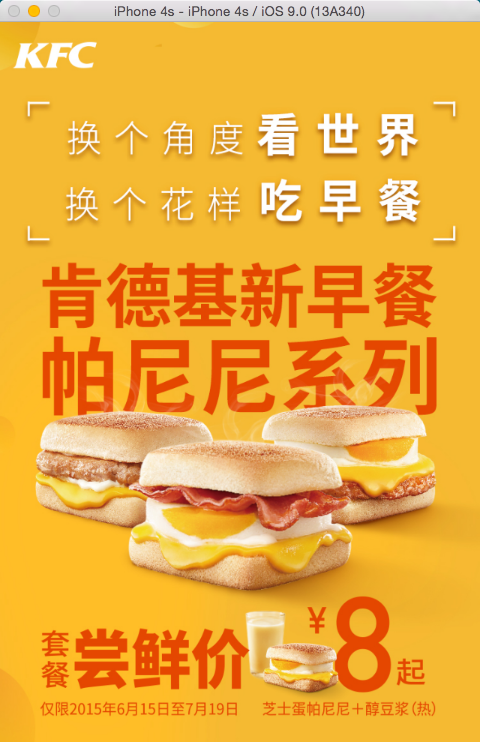 iPhone 4s - iPhone 4s / iOS 9.0 (13A340)
KFC
换个角度看世界
换个花样吃早餐
肯德基新早餐
帕尼尼系列
套餐尝鲜价 ¥8起
仅限2015年6月15日至7月19日 芝士蛋帕尼尼＋醇豆浆(热)